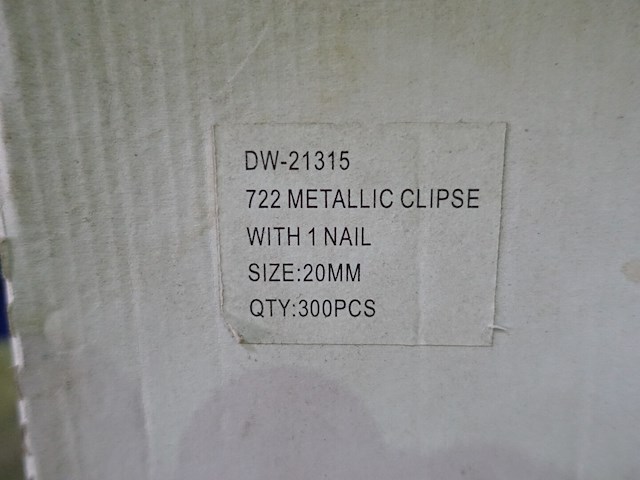 DW-21315
722 METALLIC CLIPSE
WITH 1 NAIL
SIZE:20MM
QTY:300PCS